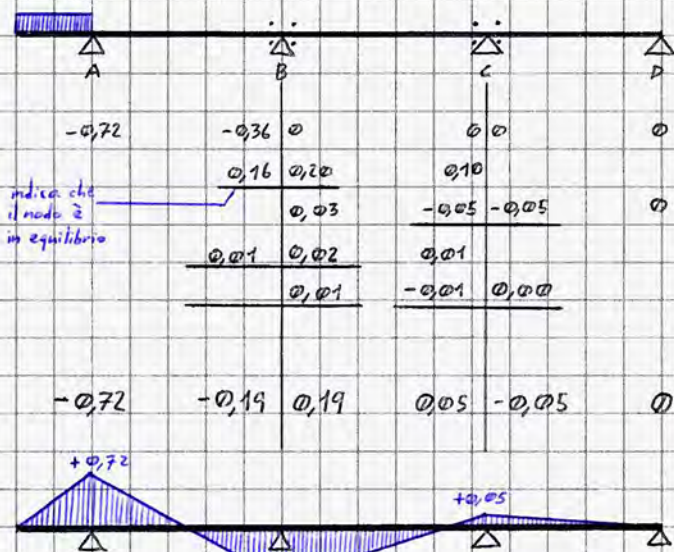 A B C D
-0,72 -0,36 0 0 0 0
0,16 0,20 0,10
indica che
il nodo è
in equilibrio
0,03 -0,05 -0,05 0
0,01 0,02 0,01
0,01 -0,01 0,00
-0,72 -0,19 0,19 0,05 -0,05 0
+0,72
+0,05